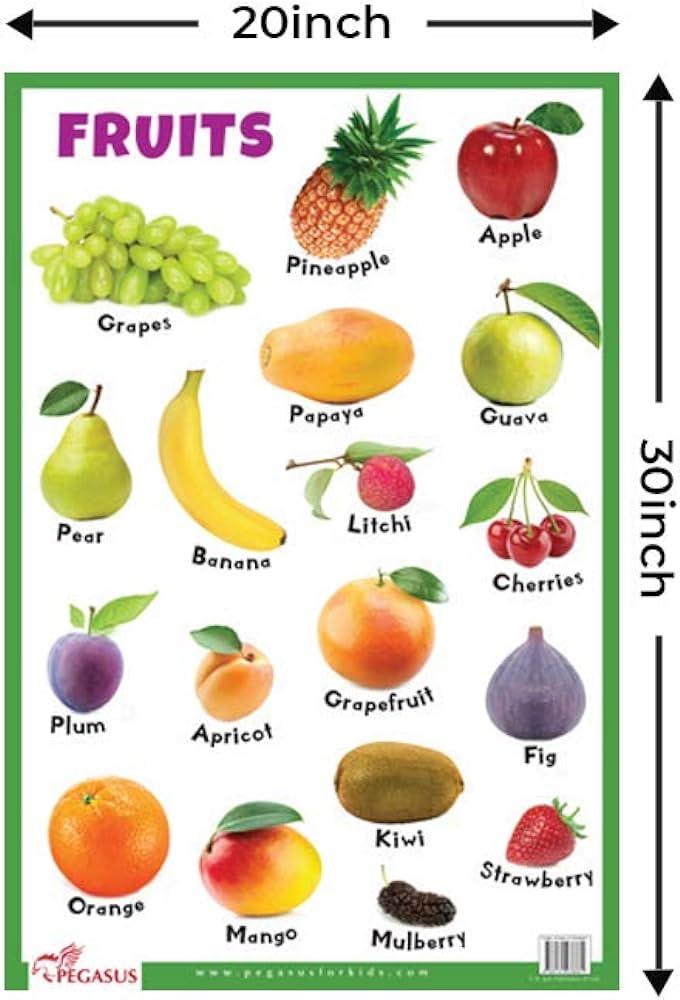 20inch
FRUITS
Pineapple
Apple
Grapes
Papaya
Guava
30inch
Pear
Banana
Litchi
Cherries
Plum
Apricot
Grapefruit
Fig
Kiwi
Orange
Mango
Strawberry
Mulberry
PEGASUS
www.pegasusforkids.com